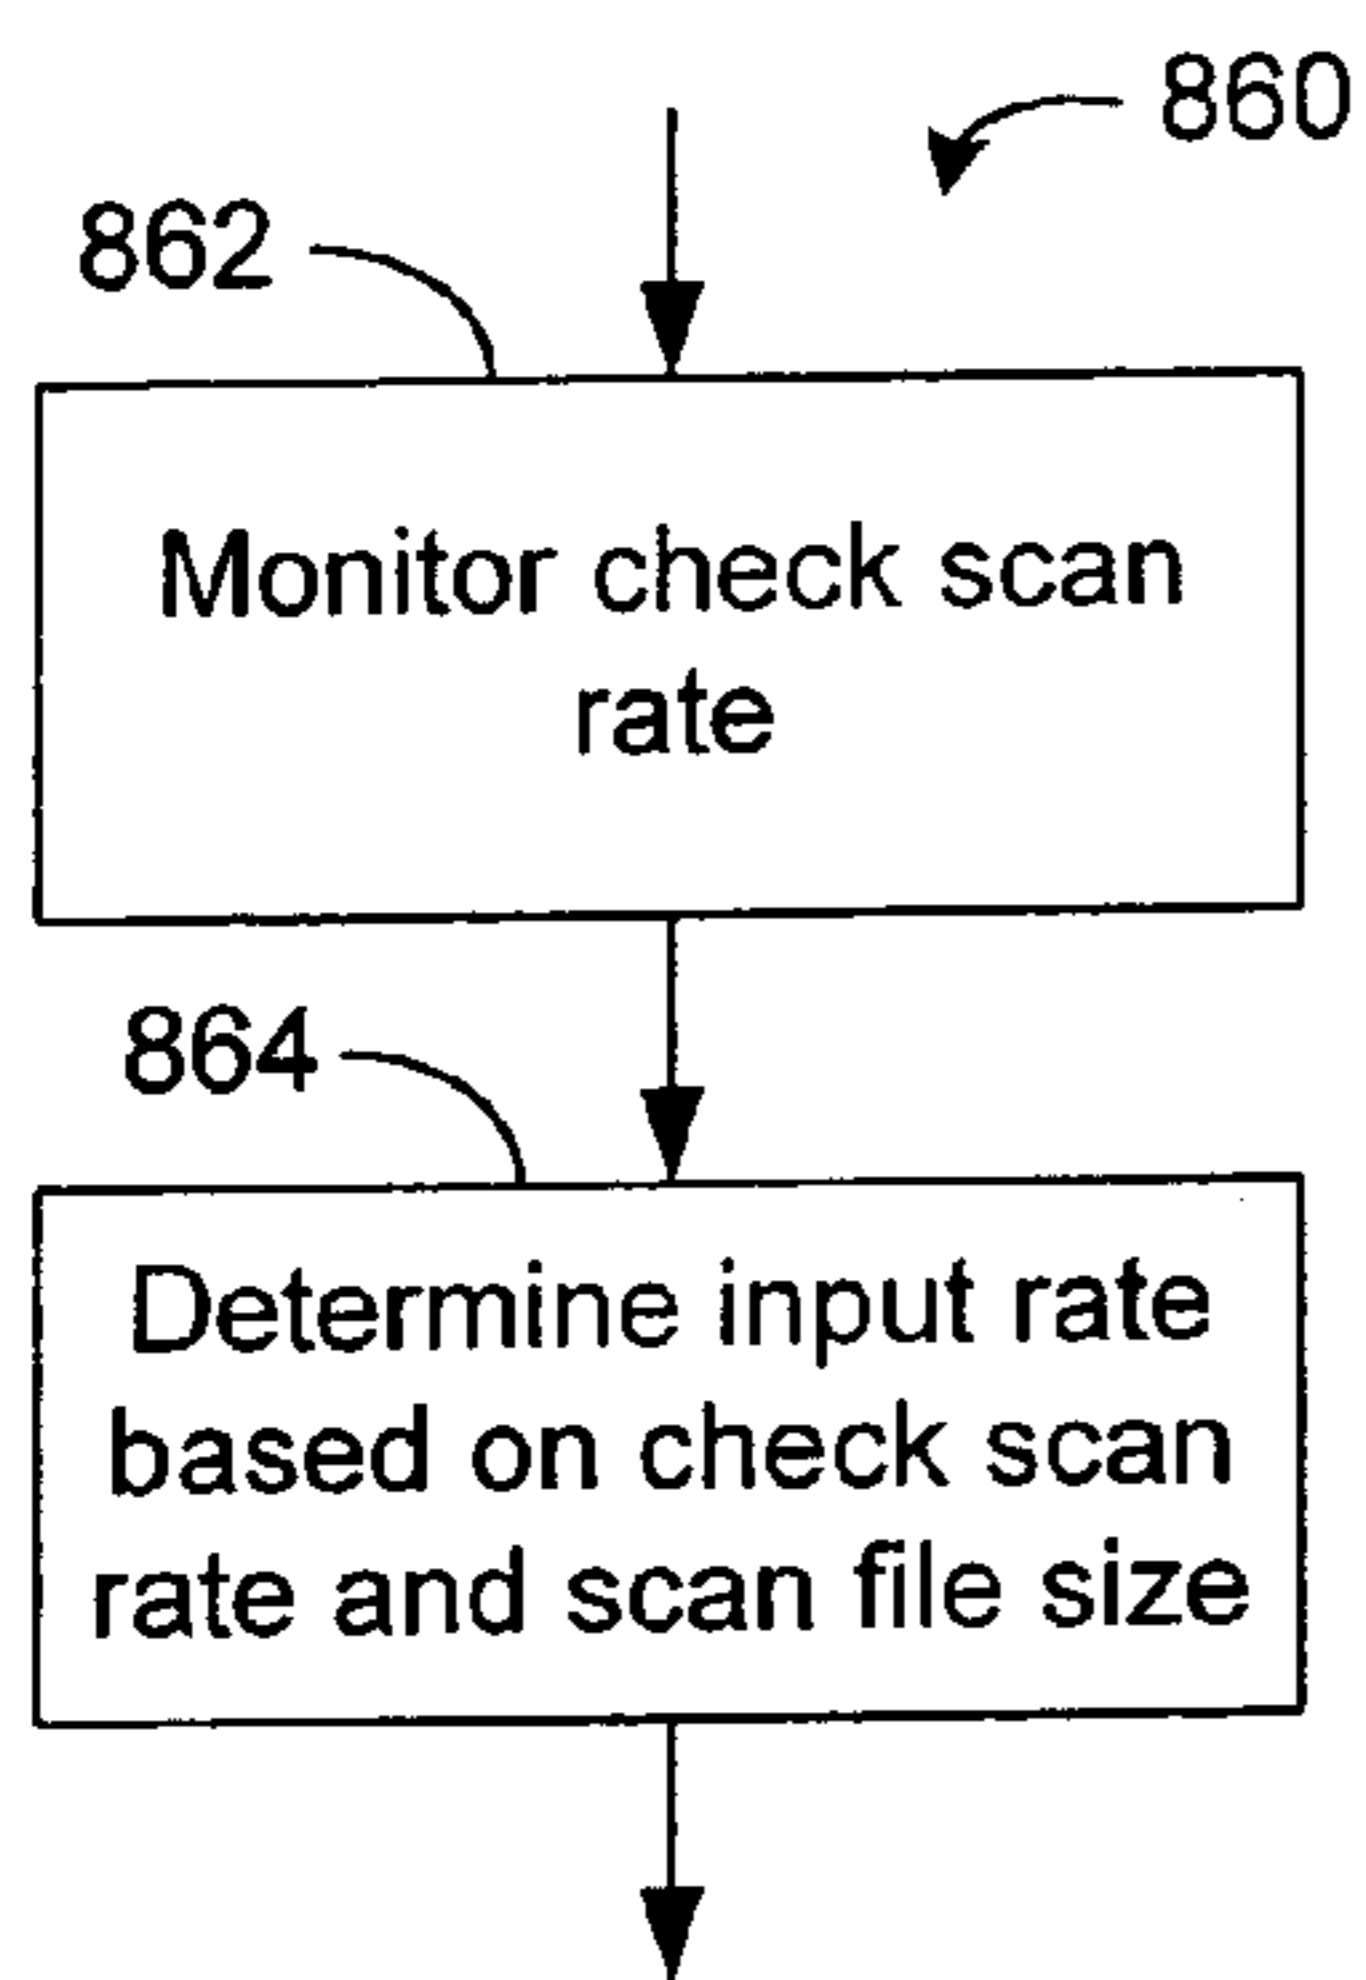 860
862
Monitor check scan
rate
864
Determine input rate
based on check scan
rate and scan file size